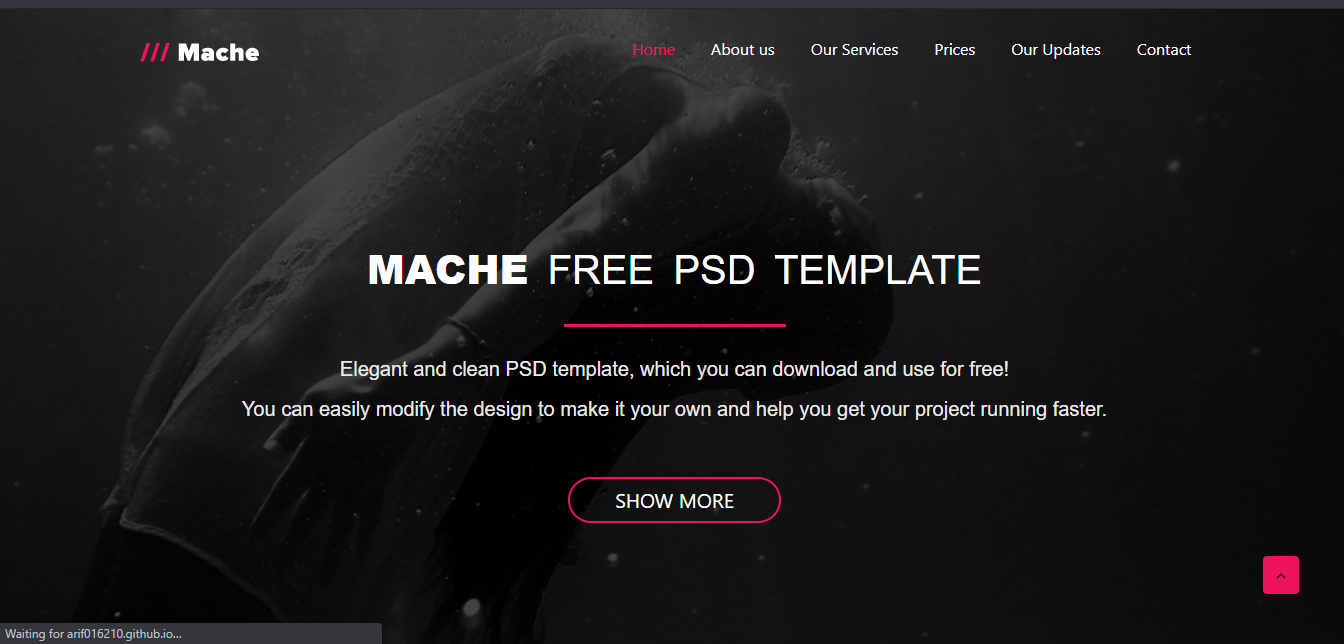 /// Mache
Home About us Our Services Prices Our Updates Contact
MACHE FREE PSD TEMPLATE
Elegant and clean PSD template, which you can download and use for free!
You can easily modify the design to make it your own and help you get your project running faster.
SHOW MORE
Waiting for arif016210.github.io...